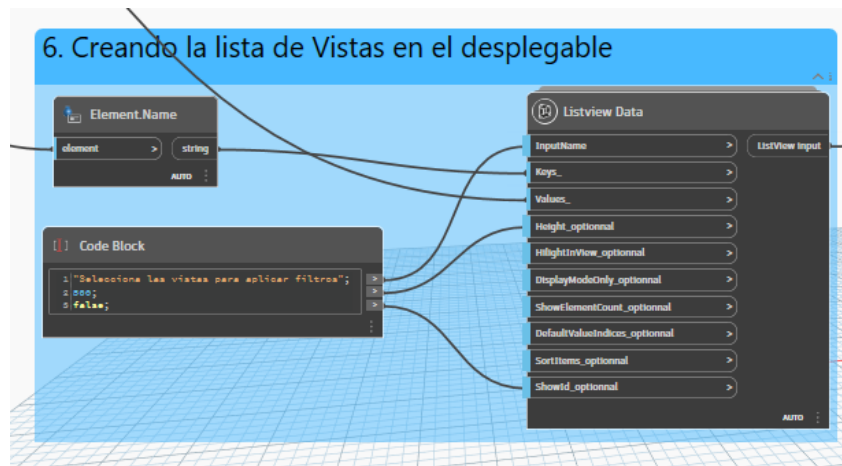 6. Creando la lista de Vistas en el desplegable
Element.Name
element >
string
AUTO
Code Block
1 "Selecciona las vistas para aplicar filtros"; >
2 500; >
3 false; >
Listview Data
InputName >
ListView Input
Keys_ >
Values_ >
Height_optionnal >
HilightInView_optionnal >
DisplayModeOnly_optionnal >
ShowElementCount_optionnal >
DefaultValueIndices_optionnal >
SortItems_optionnal >
ShowId_optionnal >
AUTO